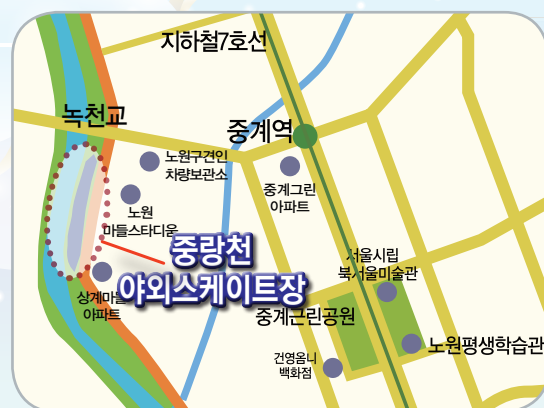 지하철7호선
녹천교
중계역
노원구견인
차량보관소
중계그린
아파트
노원
마들스타디움
중랑천
야외스케이트장
서울시립
북서울미술관
상계마들
아파트
중계근린공원
노원평생학습관
건영옴니
백화점